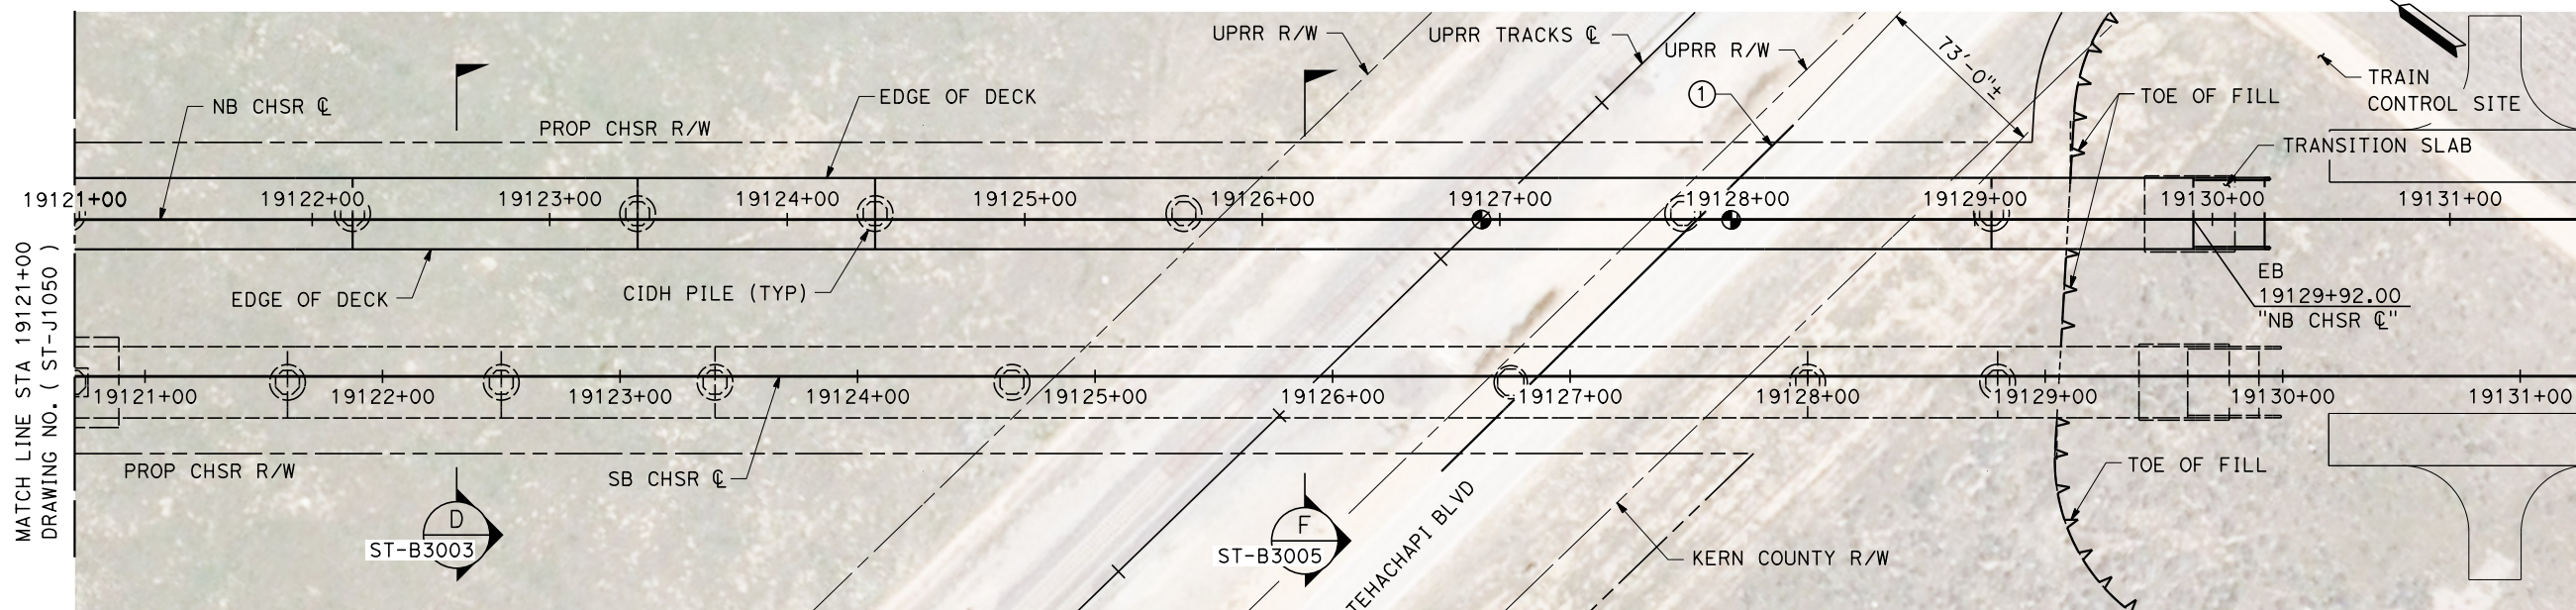 UPRR R/W
UPRR TRACKS ℄
UPRR R/W
73'-0"±
TRAIN
CONTROL SITE
NB CHSR ℄
EDGE OF DECK
1
TOE OF FILL
PROP CHSR R/W
TRANSITION SLAB
19121+00
19122+00
19123+00
19124+00
19125+00
19126+00
19127+00
19128+00
19129+00
19130+00
19131+00
EDGE OF DECK
CIDH PILE (TYP)
EB
19129+92.00
"NB CHSR ℄"
MATCH LINE STA 19121+00
DRAWING NO. ( ST-J1050 )
19121+00
19122+00
19123+00
19124+00
19125+00
19126+00
19127+00
19128+00
19129+00
19130+00
19131+00
PROP CHSR R/W
SB CHSR ℄
TOE OF FILL
D
ST-B3003
F
ST-B3005
TEHACHAPI BLVD
KERN COUNTY R/W